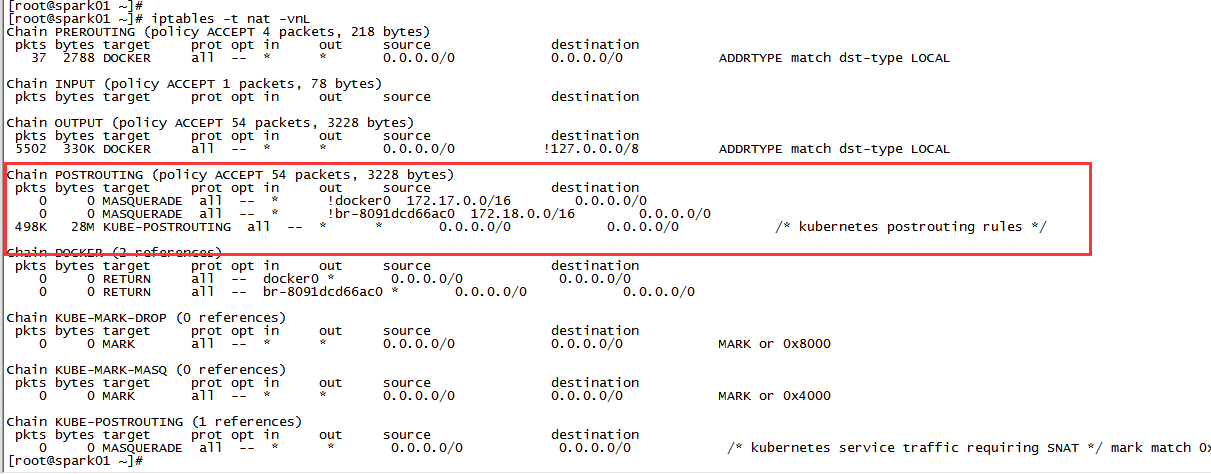 [root@spark01 ~]#
[root@spark01 ~]# iptables -t nat -vnL
Chain PREROUTING (policy ACCEPT 4 packets, 218 bytes)
 pkts bytes target     prot opt in     out     source               destination
   37  2788 DOCKER     all  --  *      *       0.0.0.0/0            0.0.0.0/0            ADDRTYPE match dst-type LOCAL
Chain INPUT (policy ACCEPT 1 packets, 78 bytes)
 pkts bytes target     prot opt in     out     source               destination
Chain OUTPUT (policy ACCEPT 54 packets, 3228 bytes)
 pkts bytes target     prot opt in     out     source               destination
 5502  330K DOCKER     all  --  *      *       0.0.0.0/0           !127.0.0.0/8          ADDRTYPE match dst-type LOCAL
Chain POSTROUTING (policy ACCEPT 54 packets, 3228 bytes)
 pkts bytes target     prot opt in     out     source               destination
    0     0 MASQUERADE  all  --  *      !docker0  172.17.0.0/16        0.0.0.0/0
    0     0 MASQUERADE  all  --  *      !br-8091dcd66ac0  172.18.0.0/16        0.0.0.0/0
 498K   28M KUBE-POSTROUTING  all  --  *      *       0.0.0.0/0            0.0.0.0/0            /* kubernetes postrouting rules */
Chain DOCKER (2 references)
 pkts bytes target     prot opt in     out     source               destination
    0     0 RETURN     all  --  docker0 *       0.0.0.0/0            0.0.0.0/0
    0     0 RETURN     all  --  br-8091dcd66ac0 *       0.0.0.0/0            0.0.0.0/0
Chain KUBE-MARK-DROP (0 references)
 pkts bytes target     prot opt in     out     source               destination
    0     0 MARK       all  --  *      *       0.0.0.0/0            0.0.0.0/0            MARK or 0x8000
Chain KUBE-MARK-MASQ (0 references)
 pkts bytes target     prot opt in     out     source               destination
    0     0 MARK       all  --  *      *       0.0.0.0/0            0.0.0.0/0            MARK or 0x4000
Chain KUBE-POSTROUTING (1 references)
 pkts bytes target     prot opt in     out     source               destination
    0     0 MASQUERADE  all  --  *      *       0.0.0.0/0            0.0.0.0/0            /* kubernetes service traffic requiring SNAT */ mark match 0x
[root@spark01 ~]#